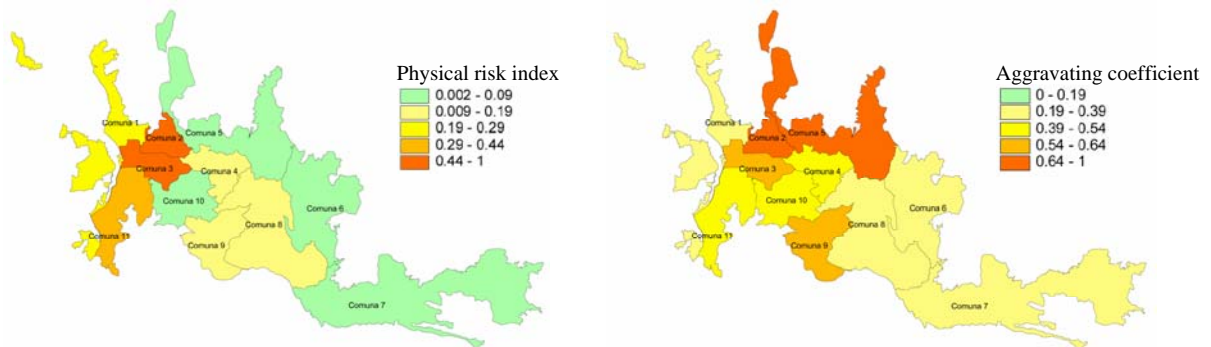 Physical risk index
0.002 - 0.09
0.009 - 0.19
0.19 - 0.29
0.29 - 0.44
0.44 - 1
Comuna 1
Comuna 2
Comuna 5
Comuna 3
Comuna 4
Comuna 10
Comuna 6
Comuna 8
Comuna 11
Comuna 9
Comuna 7
Aggravating coefficient
0 - 0.19
0.19 - 0.39
0.39 - 0.54
0.54 - 0.64
0.64 - 1
Comuna 1
Comuna 2
Comuna 5
Comuna 3
Comuna 4
Comuna 10
Comuna 6
Comuna 8
Comuna 11
Comuna 9
Comuna 7